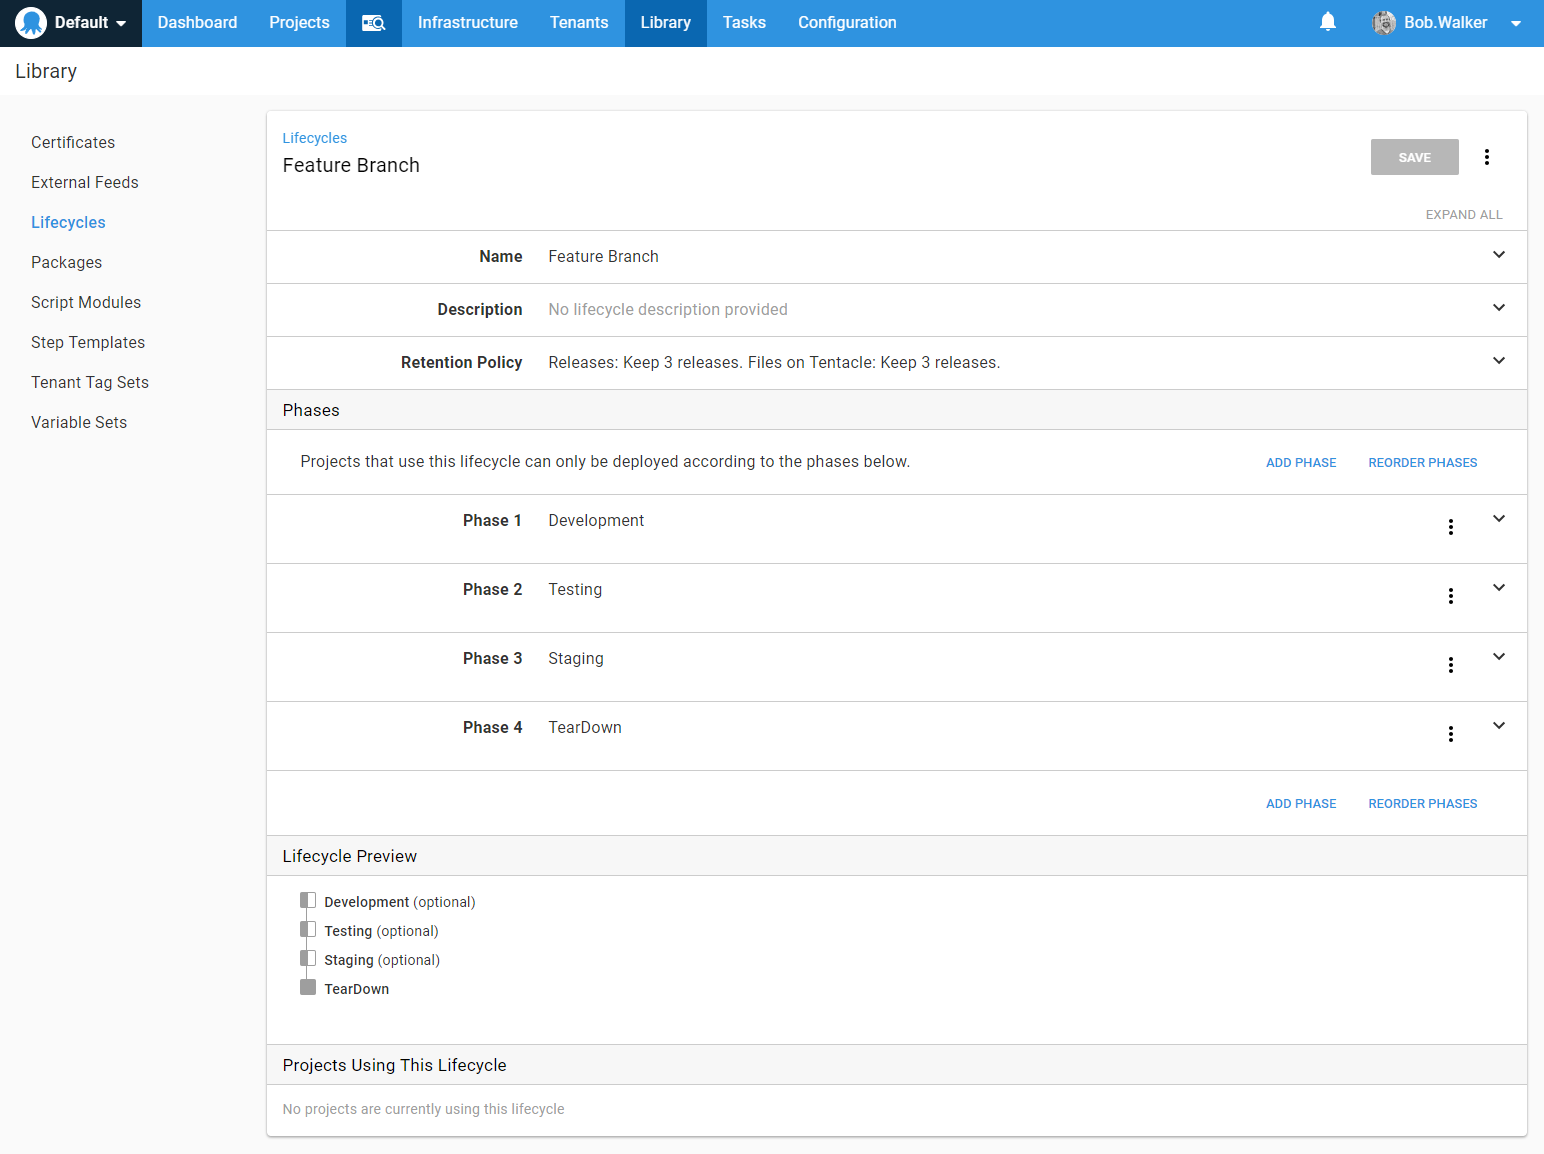 Default Dashboard Projects Infrastructure Tenants Library Tasks Configuration Bob.Walker
Library
Certificates
External Feeds
Lifecycles
Packages
Script Modules
Step Templates
Tenant Tag Sets
Variable Sets
Lifecycles
Feature Branch
SAVE
EXPAND ALL
Name Feature Branch
Description No lifecycle description provided
Retention Policy Releases: Keep 3 releases. Files on Tentacle: Keep 3 releases.
Phases
Projects that use this lifecycle can only be deployed according to the phases below. ADD PHASE REORDER PHASES
Phase 1 Development
Phase 2 Testing
Phase 3 Staging
Phase 4 TearDown
ADD PHASE REORDER PHASES
Lifecycle Preview
Development (optional)
Testing (optional)
Staging (optional)
TearDown
Projects Using This Lifecycle
No projects are currently using this lifecycle